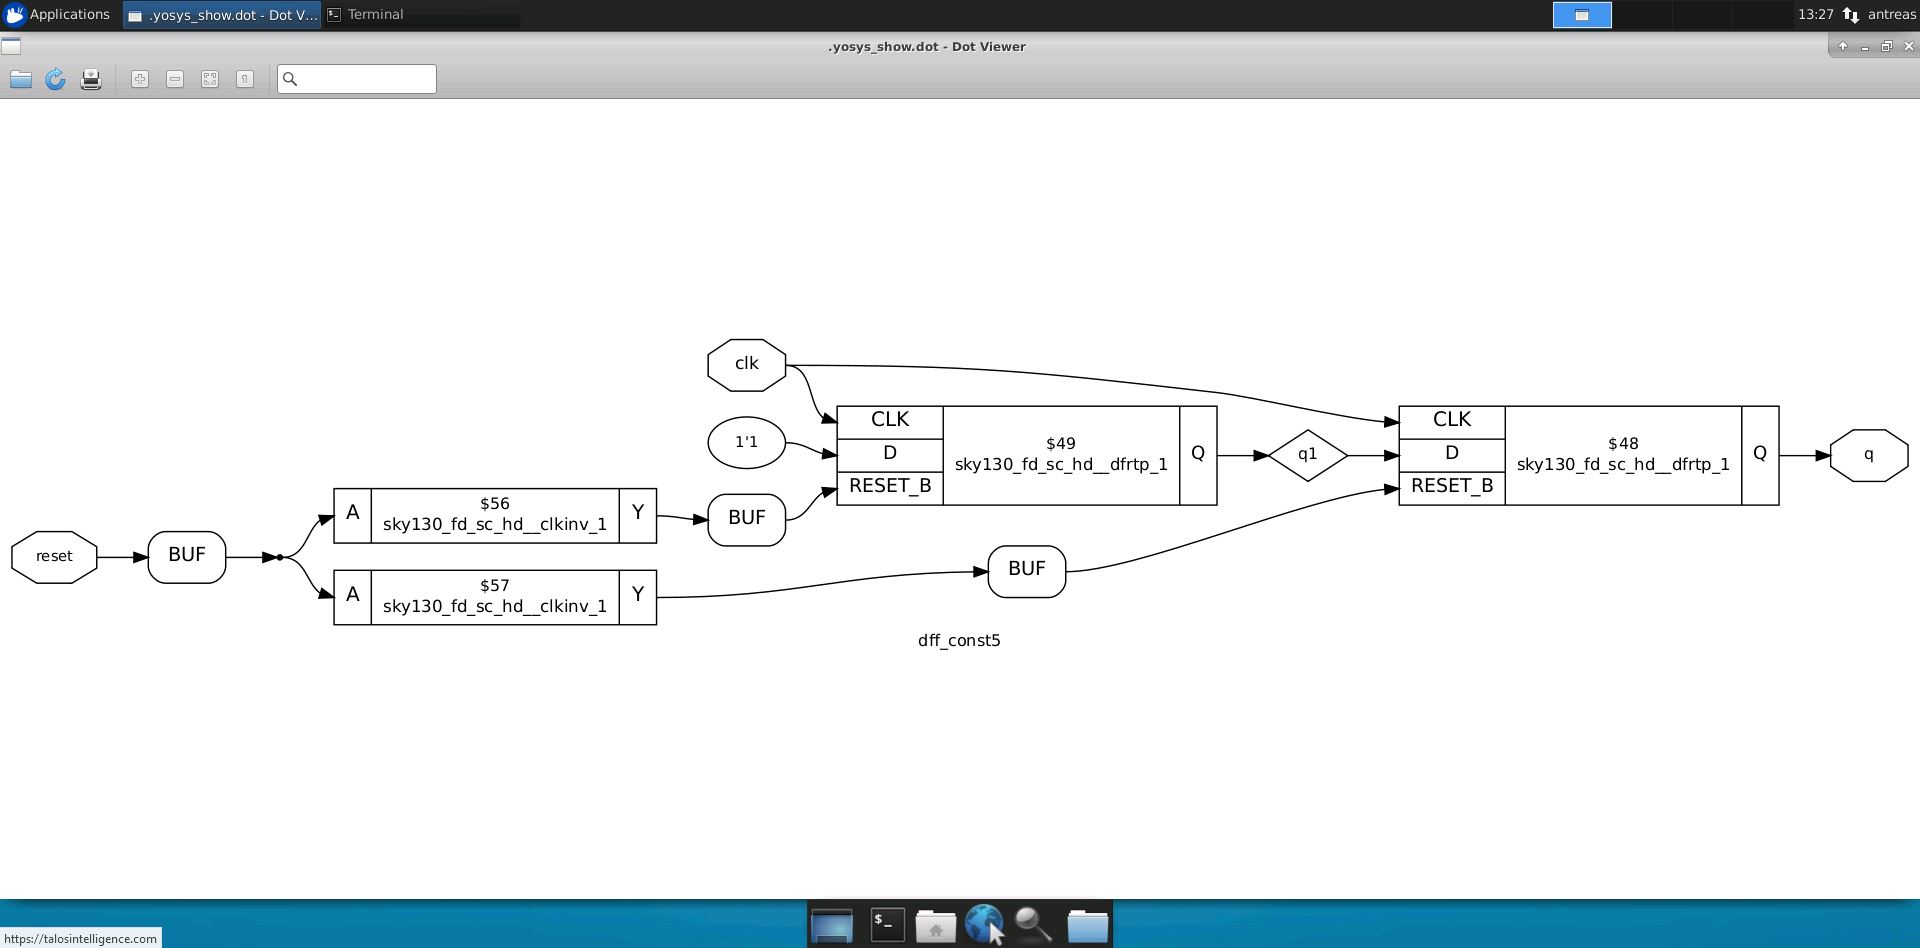 Applications
.yosys_show.dot - Dot V...
Terminal
13:27
antreas
.yosys_show.dot - Dot Viewer
clk
CLK
D
RESET_B
$49
sky130_fd_sc_hd__dfrtp_1
Q
1'1
q1
CLK
D
RESET_B
$48
sky130_fd_sc_hd__dfrtp_1
Q
q
A
$56
sky130_fd_sc_hd__clkinv_1
Y
BUF
reset
BUF
A
$57
sky130_fd_sc_hd__clkinv_1
Y
BUF
dff_const5
$_
https://talosintelligence.com